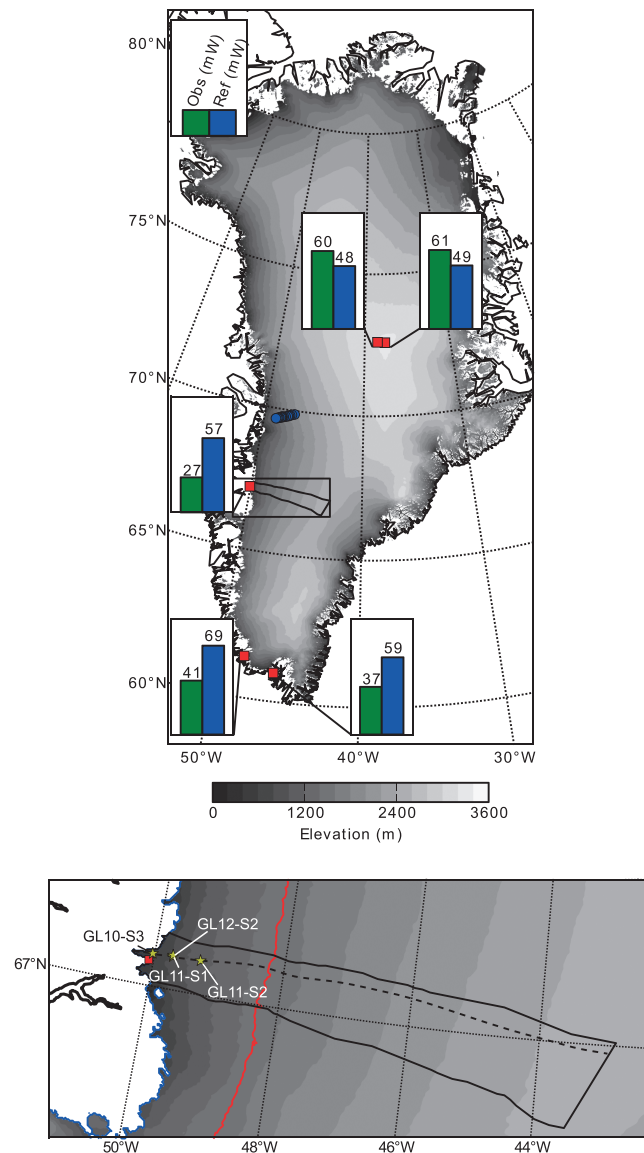 80°N
Obs (mW)
Ref (mW)
75°N
60
48
61
49
70°N
57
27
65°N
69
41
59
37
60°N
50°W
40°W
30°W
0
1200
2400
3600
Elevation (m)
GL10-S3
GL12-S2
67°N
GL11-S1
GL11-S2
50°W
48°W
46°W
44°W